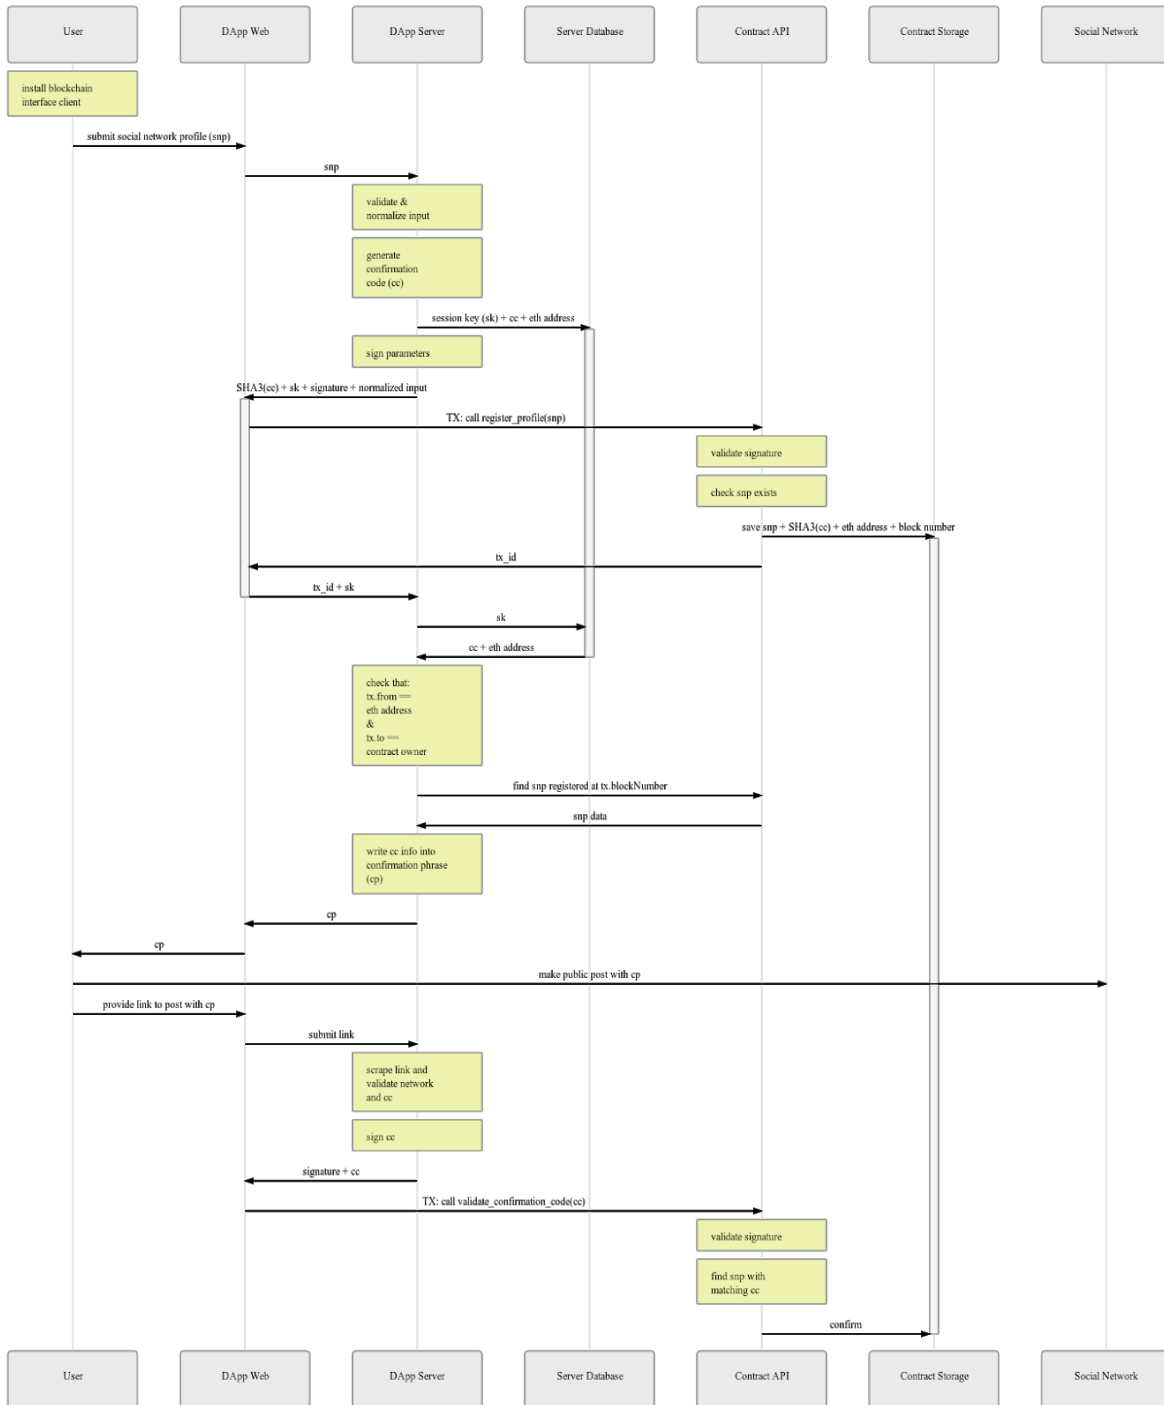 User
DApp Web
DApp Server
Server Database
Contract API
Contract Storage
Social Network
install blockchain
interface client
submit social network profile (snp)
snp
validate &
normalize input
generate
confirmation
code (cc)
session key (sk) + cc + eth address
sign parameters
SHA3(cc) + sk + signature + normalized input
TX: call register_profile(snp)
validate signature
check snp exists
save snp + SHA3(cc) + eth address + block number
tx_id
tx_id + sk
sk
cc + eth address
check that:
tx.from ==
eth address
&
tx.to ==
contract owner
find snp registered at tx.blockNumber
snp data
write cc info into
confirmation phrase
(cp)
cp
cp
make public post with cp
provide link to post with cp
submit link
scrape link and
validate network
and cc
sign cc
signature + cc
TX: call validate_confirmation_code(cc)
validate signature
find snp with
matching cc
confirm
User
DApp Web
DApp Server
Server Database
Contract API
Contract Storage
Social Network